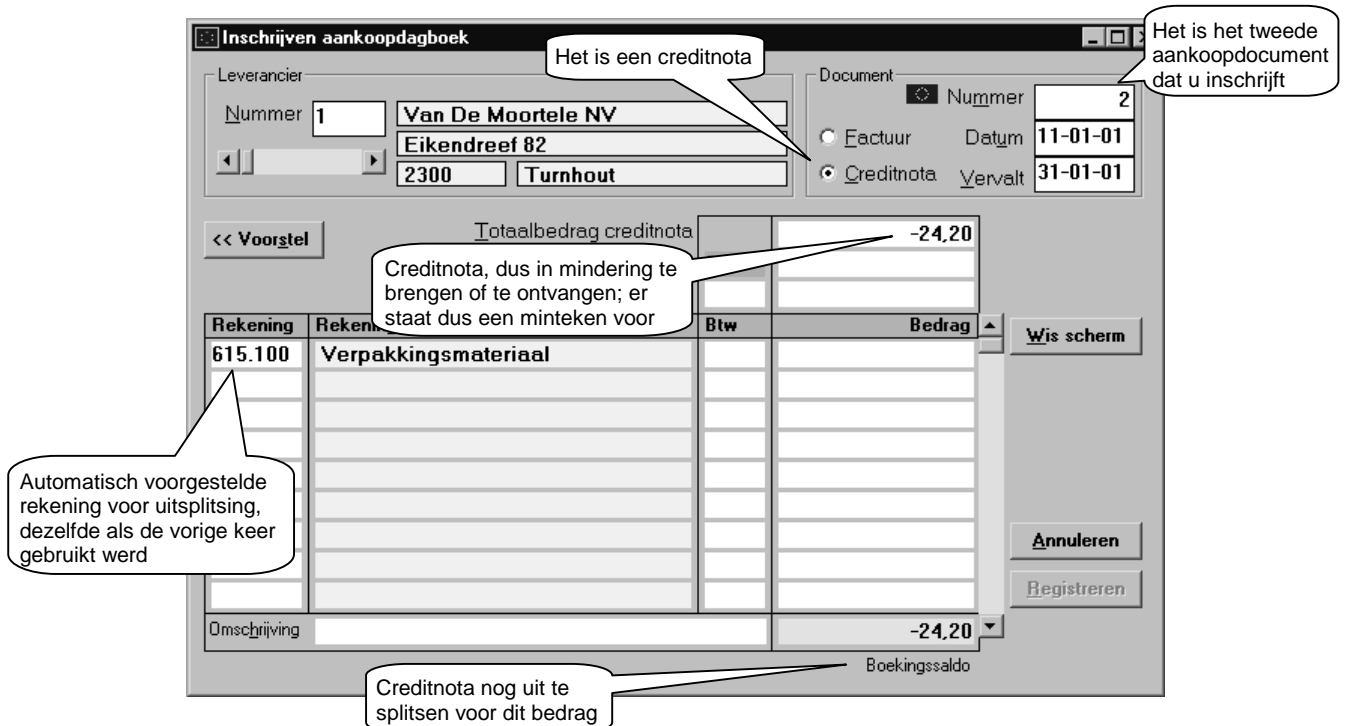 Inschrijven aankoopdagboek
Het is een creditnota
Het is het tweede
aankoopdocument
dat u inschrijft
Leverancier
Nummer 1 Van De Moortele NV
Eikendreef 82
2300 Turnhout
Document
Nummer 2
Factuur Datum 11-01-01
Creditnota Vervalt 31-01-01
<< Voorstel
Totaalbedrag creditnota -24,20
Creditnota, dus in mindering te
brengen of te ontvangen; er
staat dus een minteken voor
Rekening Btw Bedrag
Wis scherm
615.100 Verpakkingsmateriaal
Automatisch voorgestelde
rekening voor uitsplitsing,
dezelfde als de vorige keer
gebruikt werd
Annuleren
Registreren
Omschrijving -24,20
Boekingssaldo
Creditnota nog uit te
splitsen voor dit bedrag